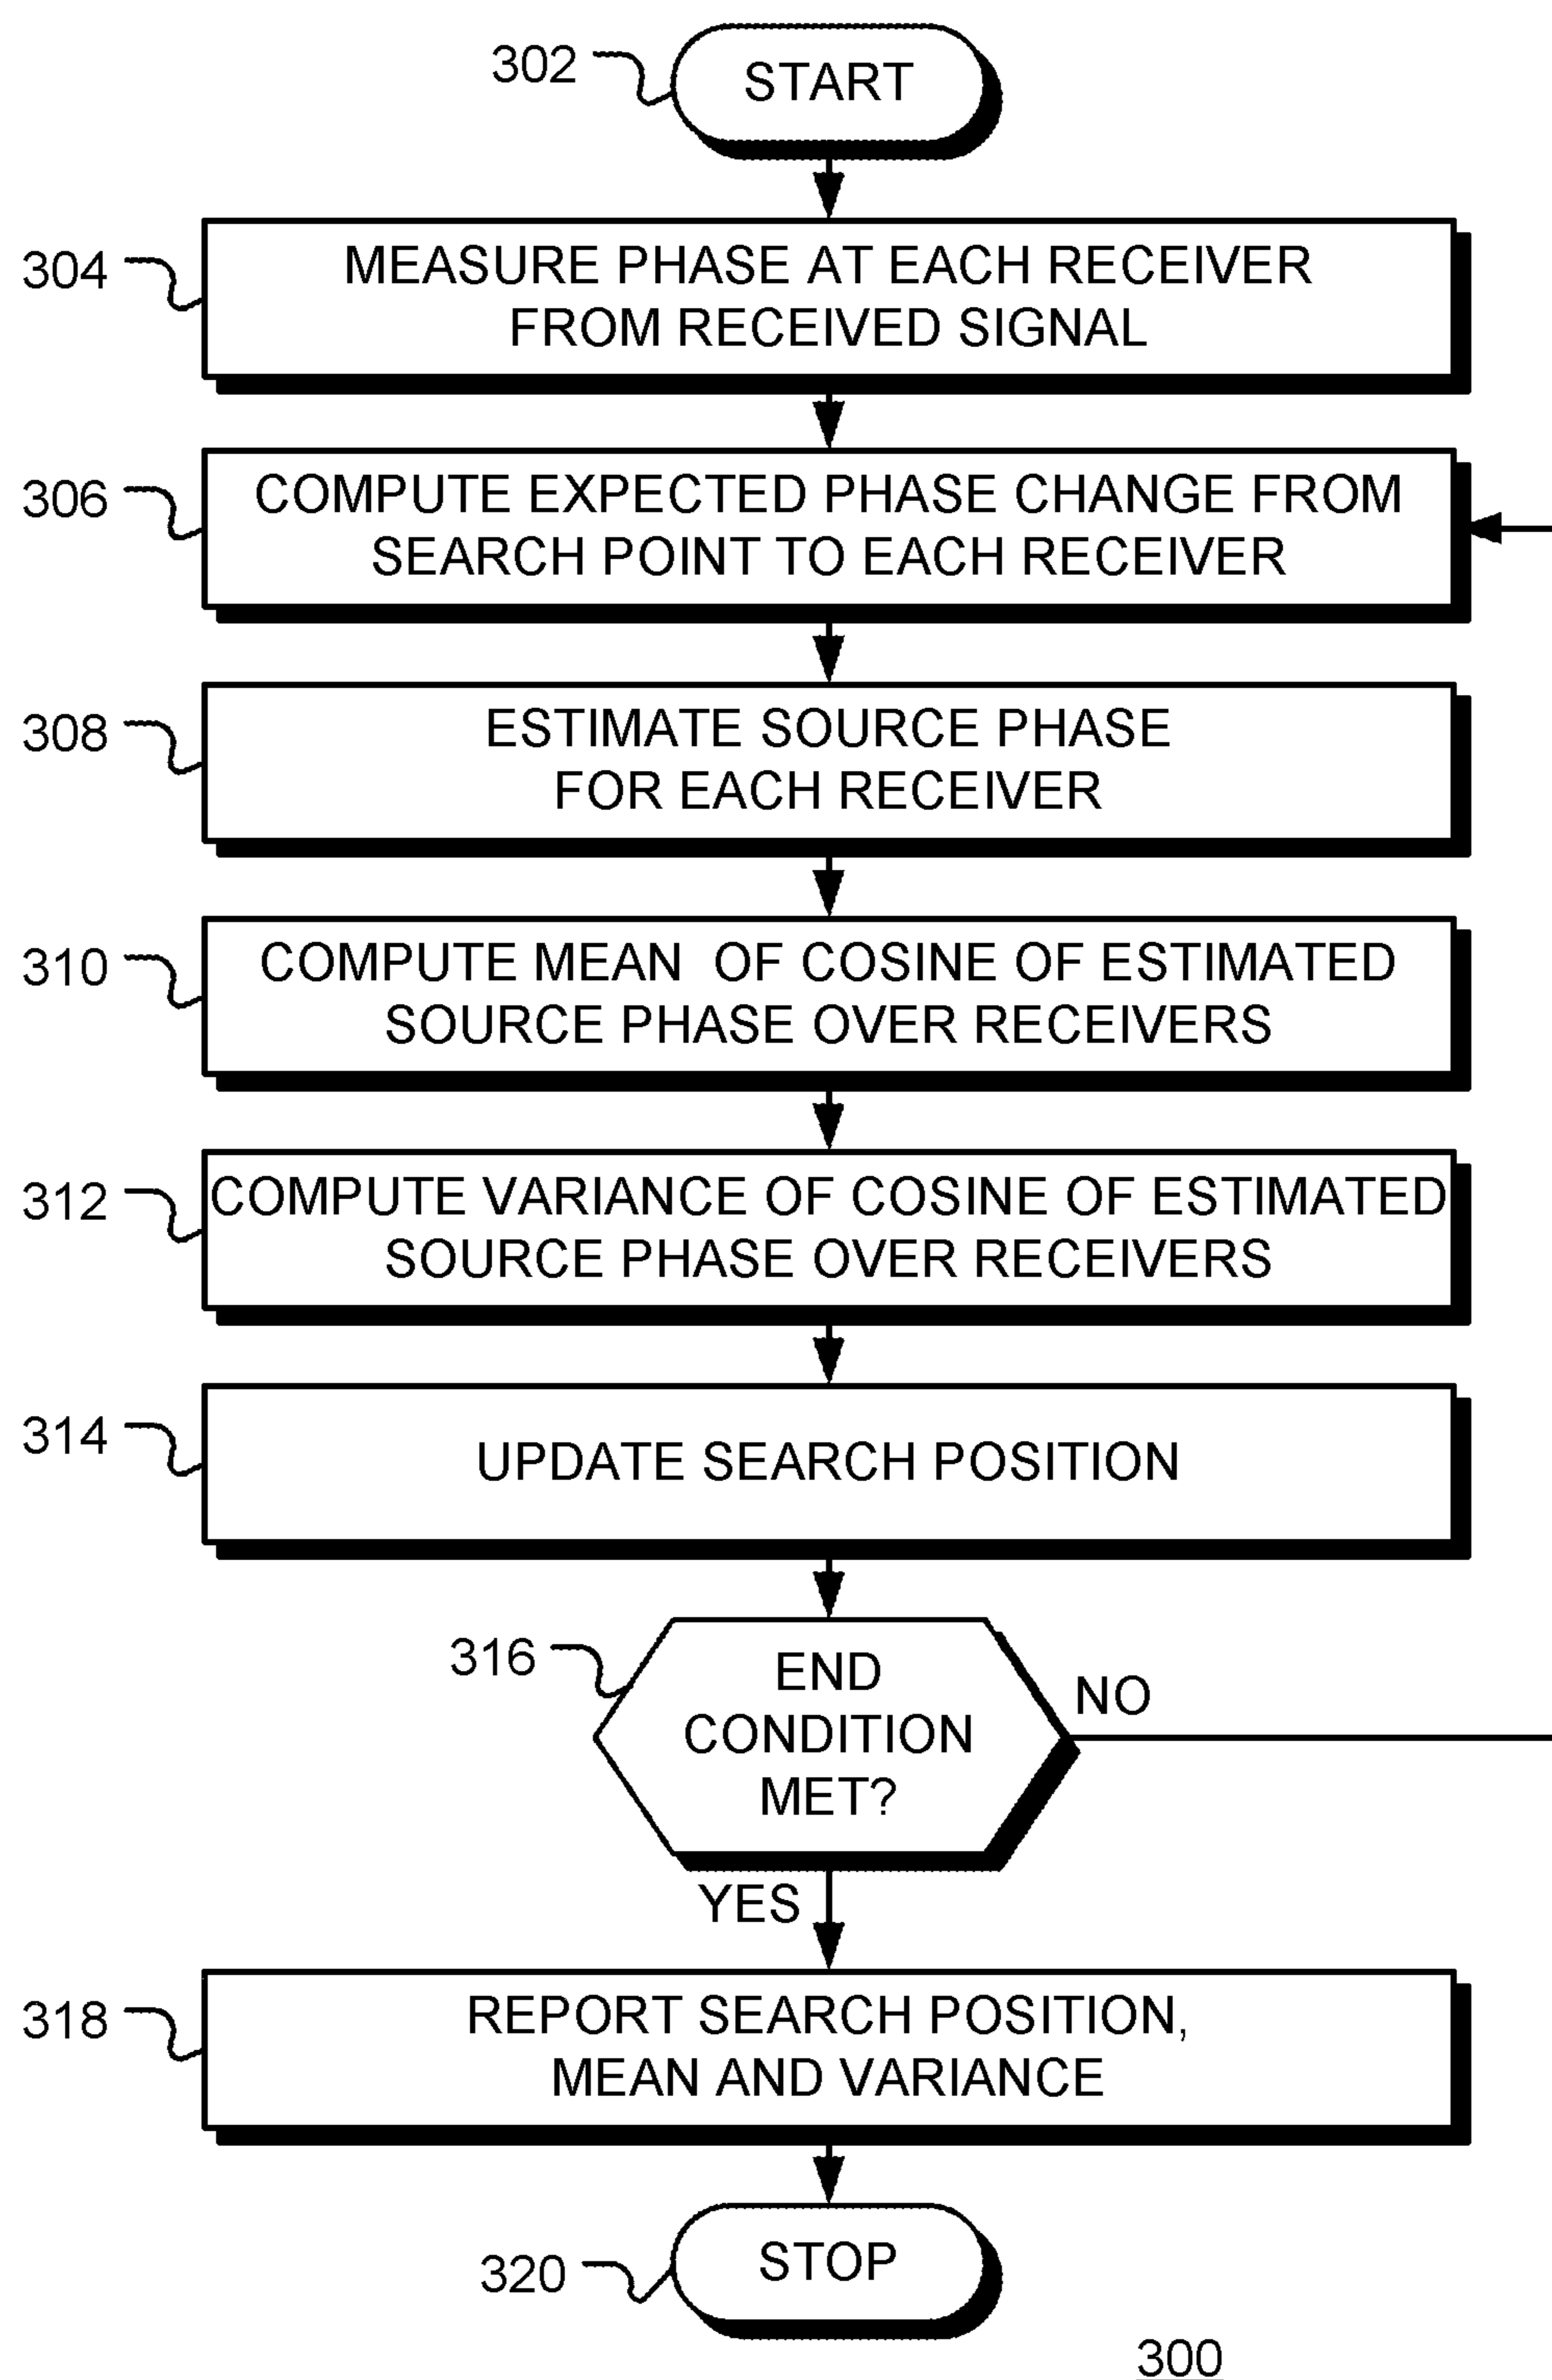 302
START
304
MEASURE PHASE AT EACH RECEIVER
FROM RECEIVED SIGNAL
306
COMPUTE EXPECTED PHASE CHANGE FROM
SEARCH POINT TO EACH RECEIVER
308
ESTIMATE SOURCE PHASE
FOR EACH RECEIVER
310
COMPUTE MEAN OF COSINE OF ESTIMATED
SOURCE PHASE OVER RECEIVERS
312
COMPUTE VARIANCE OF COSINE OF ESTIMATED
SOURCE PHASE OVER RECEIVERS
314
UPDATE SEARCH POSITION
316
END
CONDITION
MET?
NO
YES
318
REPORT SEARCH POSITION,
MEAN AND VARIANCE
320
STOP
300